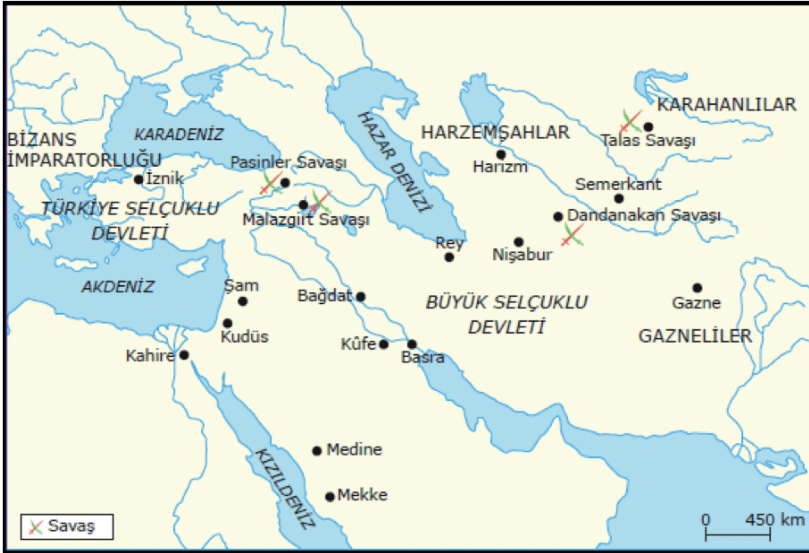 KARADENİZ
HAZAR DENİZİ
HARZEMŞAHLAR
KARAHANLILAR
Talas Savaşı
BİZANS
İMPARATORLUĞU
Pasinler Savaşı
İznik
Harizm
Semerkant
TÜRKİYE SELÇUKLU
DEVLETİ
Malazgirt Savaşı
Dandanakan Savaşı
Rey
Nişabur
AKDENİZ
Şam
Bağdat
BÜYÜK SELÇUKLU
DEVLETİ
Gazne
GAZNELİLER
Kudüs
Kahire
Kûfe
Basra
KIZILDENİZ
Medine
Mekke
Savaş
0 450 km